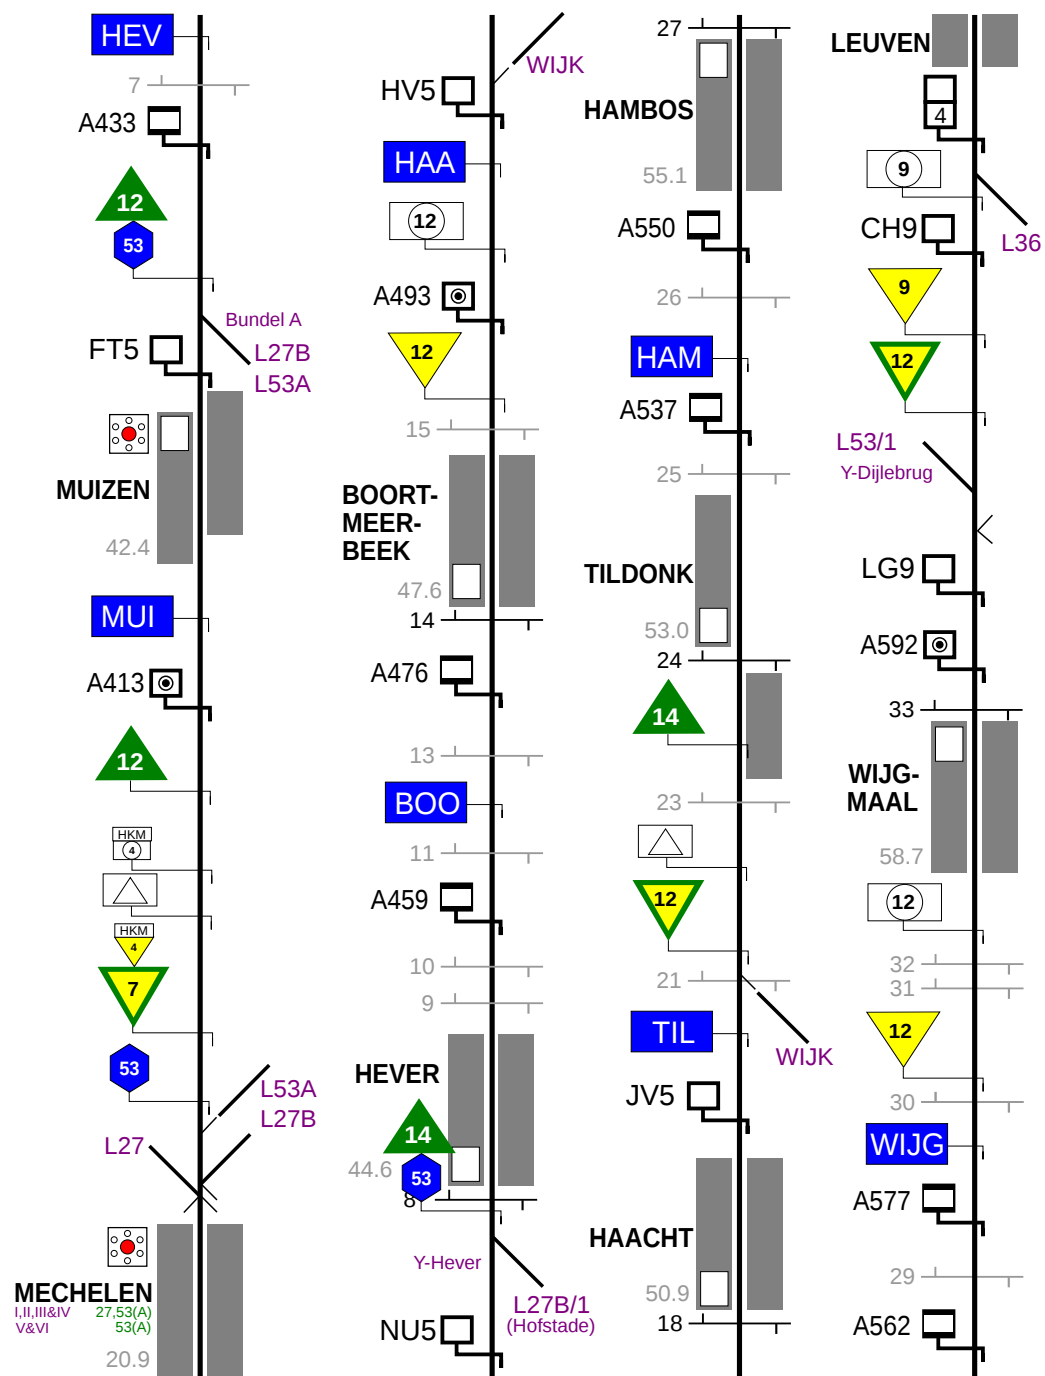 HEV
7
A433
12
53
Bundel A
FT5
L27B
L53A
MUIZEN
42.4
MUI
A413
12
HKM
4
HKM
4
7
53
L53A
L27B
L27
MECHELEN
I,II,III&IV 27,53(A)
V&VI 53(A)
20.9
WIJK
HV5
HAA
12
A493
12
15
BOORT-
MEER-
BEEK
47.6
14
A476
13
BOO
11
A459
10
9
HEVER
14
44.6
53
8
Y-Hever
L27B/1
(Hofstade)
NU5
27
HAMBOS
55.1
A550
26
HAM
A537
25
TILDONK
53.0
24
14
23
12
21
TIL
WIJK
JV5
HAACHT
50.9
18
LEUVEN
4
9
CH9
L36
9
12
L53/1
Y-Dijlebrug
LG9
A592
33
WIJG-
MAAL
58.7
12
32
31
12
30
WIJG
A577
29
A562